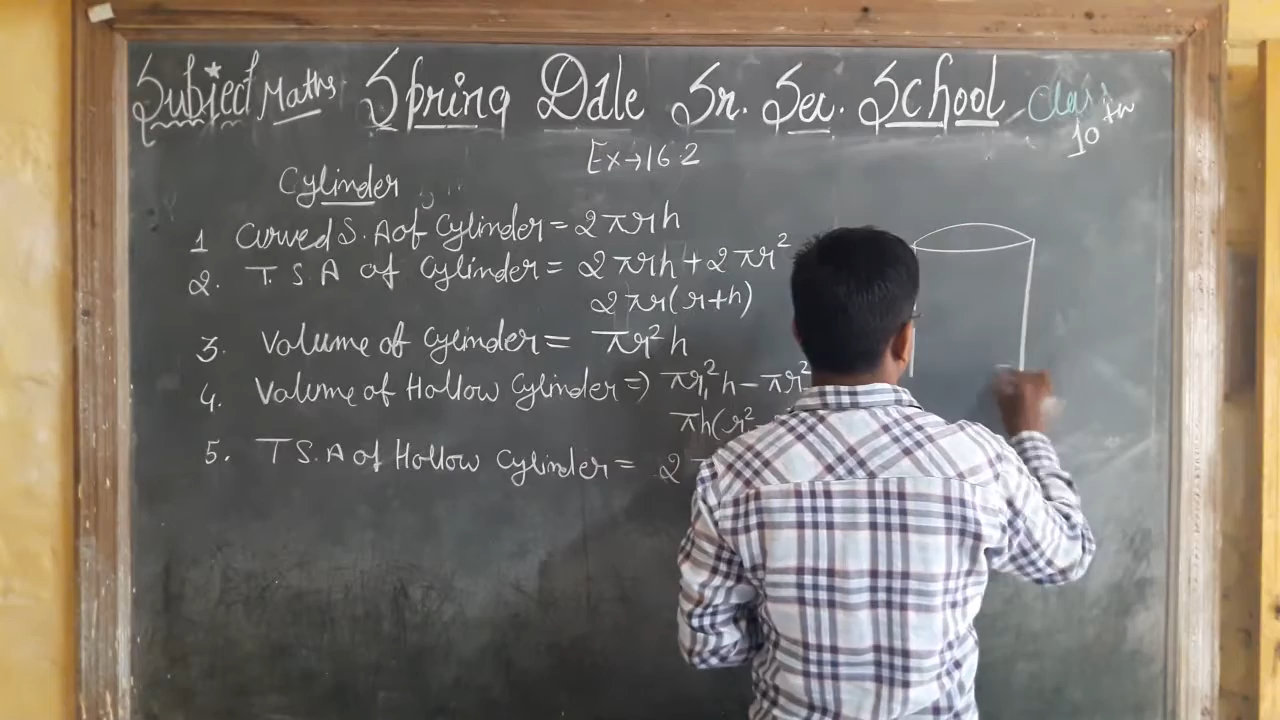 Subject Maths Spring Dale Sr. Sec. School Class 10th
Ex→16.2
Cylinder
1 Curved S.A of Cylinder = 2πrh
2. T.S.A of Cylinder = 2πrh+2πr²
2πr(r+h)
3. Volume of Cylinder = πr²h
4. Volume of Hollow Cylinder =) πr₁²h-πr²
πh(r²-
5. T S.A of Hollow Cylinder = 2